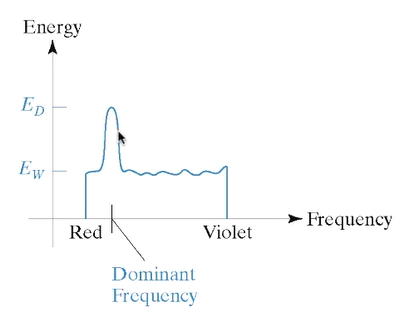 Energy
E_D
E_W
Frequency
Red
Violet
Dominant
Frequency